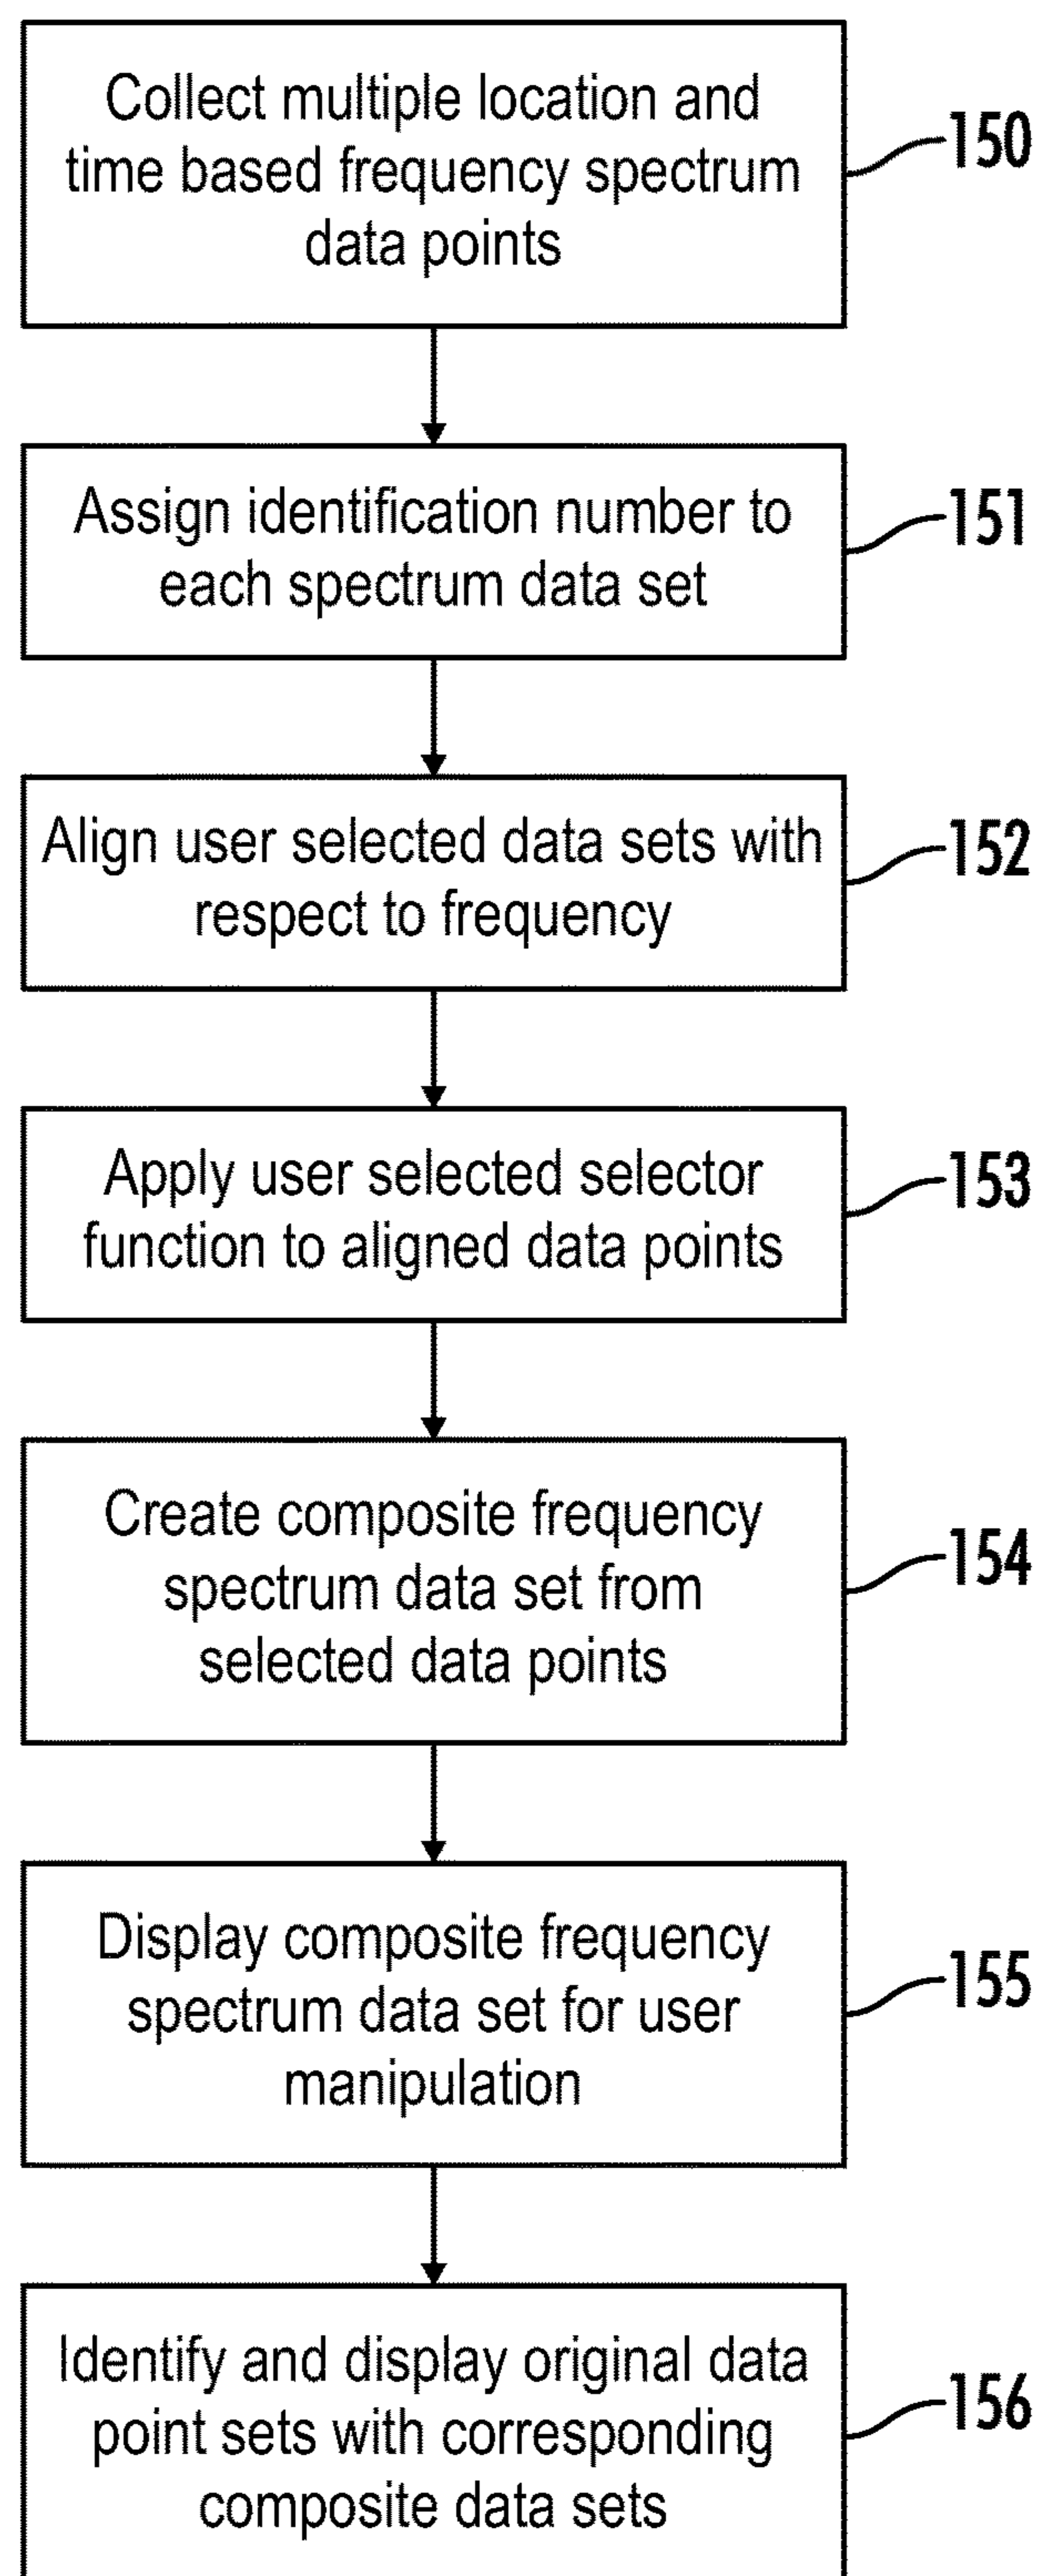 Collect multiple location and
time based frequency spectrum
data points
150
Assign identification number to
each spectrum data set
151
Align user selected data sets with
respect to frequency
152
Apply user selected selector
function to aligned data points
153
Create composite frequency
spectrum data set from
selected data points
154
Display composite frequency
spectrum data set for user
manipulation
155
Identify and display original data
point sets with corresponding
composite data sets
156